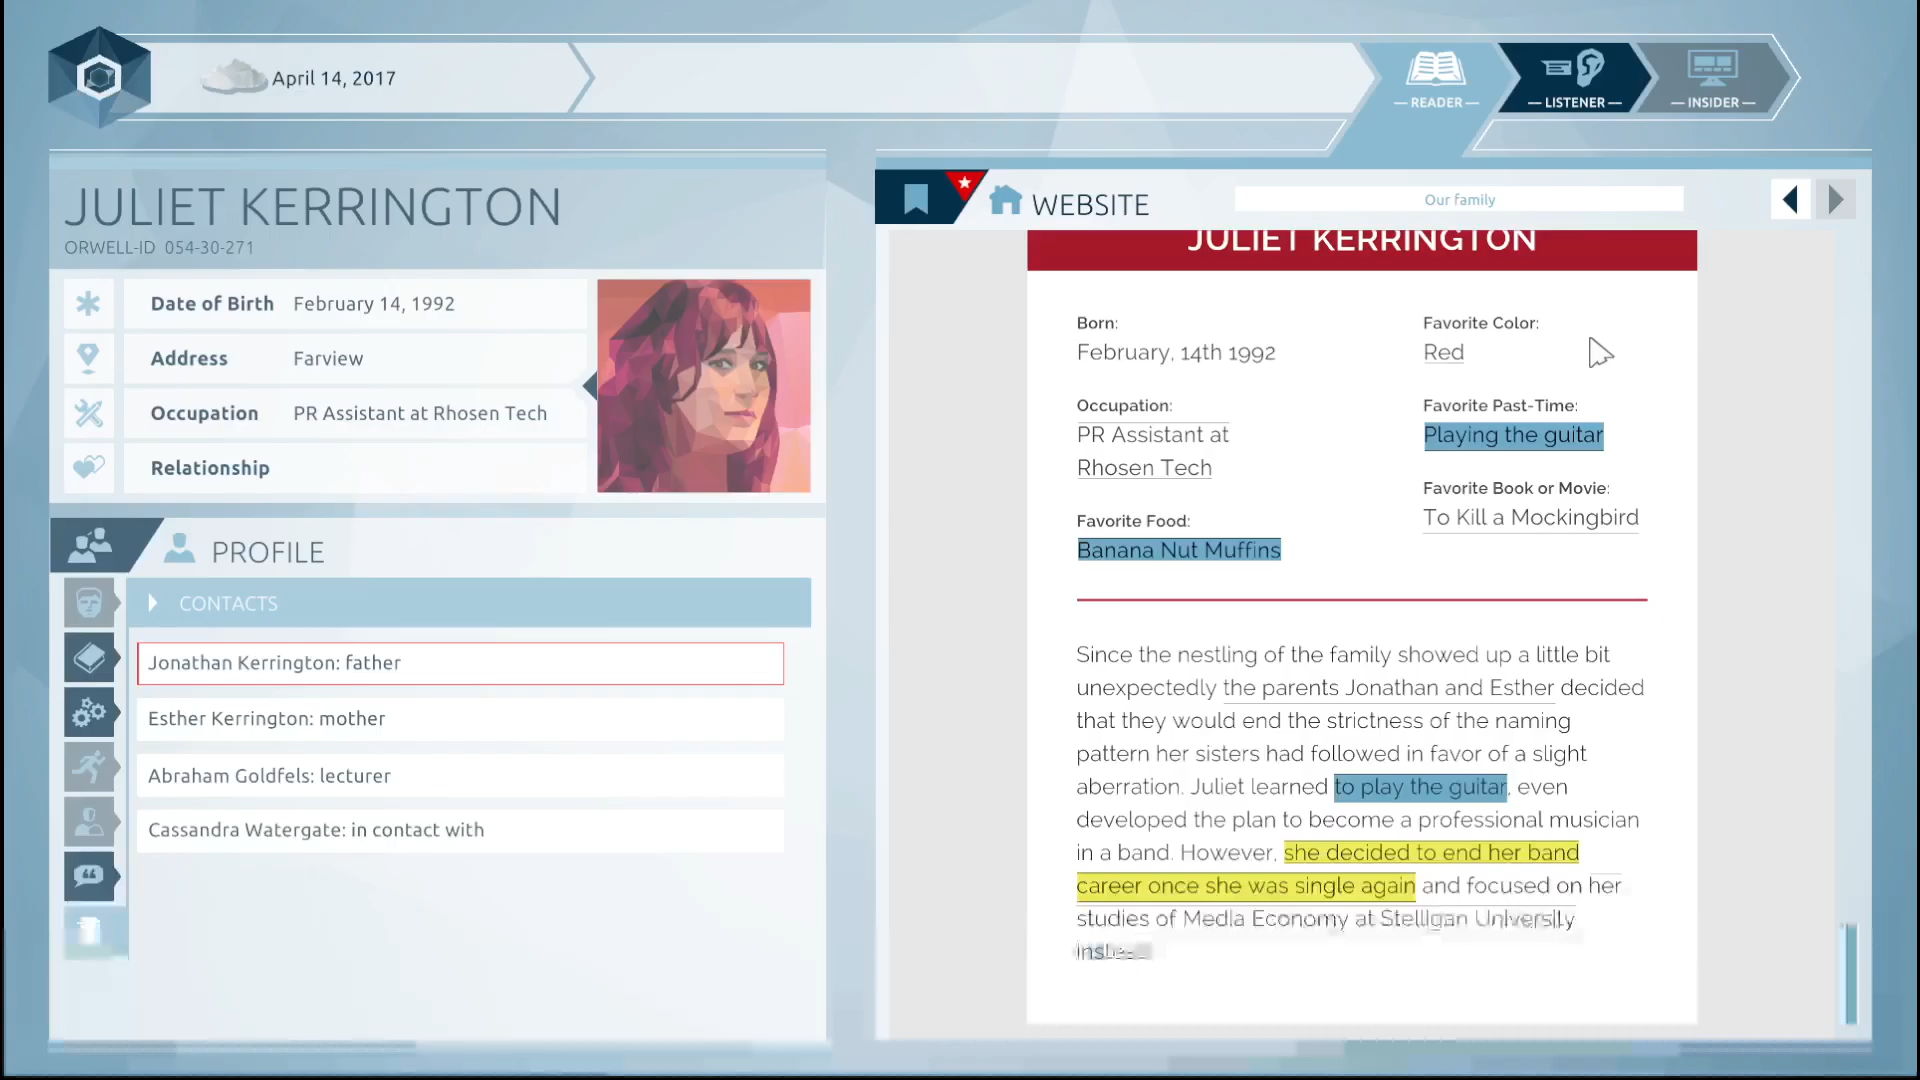 April 14, 2017
READER
LISTENER
INSIDER
JULIET KERRINGTON
ORWELL-ID 054-30-271
Date of Birth February 14, 1992
Address Farview
Occupation PR Assistant at Rhosen Tech
Relationship
PROFILE
CONTACTS
Jonathan Kerrington: father
Esther Kerrington: mother
Abraham Goldfels: lecturer
Cassandra Watergate: in contact with
WEBSITE
Our family
JULIET KERRINGTON
Born:
February, 14th 1992
Occupation:
PR Assistant at
Rhosen Tech
Favorite Food:
Banana Nut Muffins
Favorite Color:
Red
Favorite Past-Time:
Playing the guitar
Favorite Book or Movie:
To Kill a Mockingbird
Since the nestling of the family showed up a little bit
unexpectedly the parents Jonathan and Esther decided
that they would end the strictness of the naming
pattern her sisters had followed in favor of a slight
aberration. Juliet learned to play the guitar, even
developed the plan to become a professional musician
in a band. However, she decided to end her band
career once she was single again and focused on her
studies of Media Economy at Stelligan University